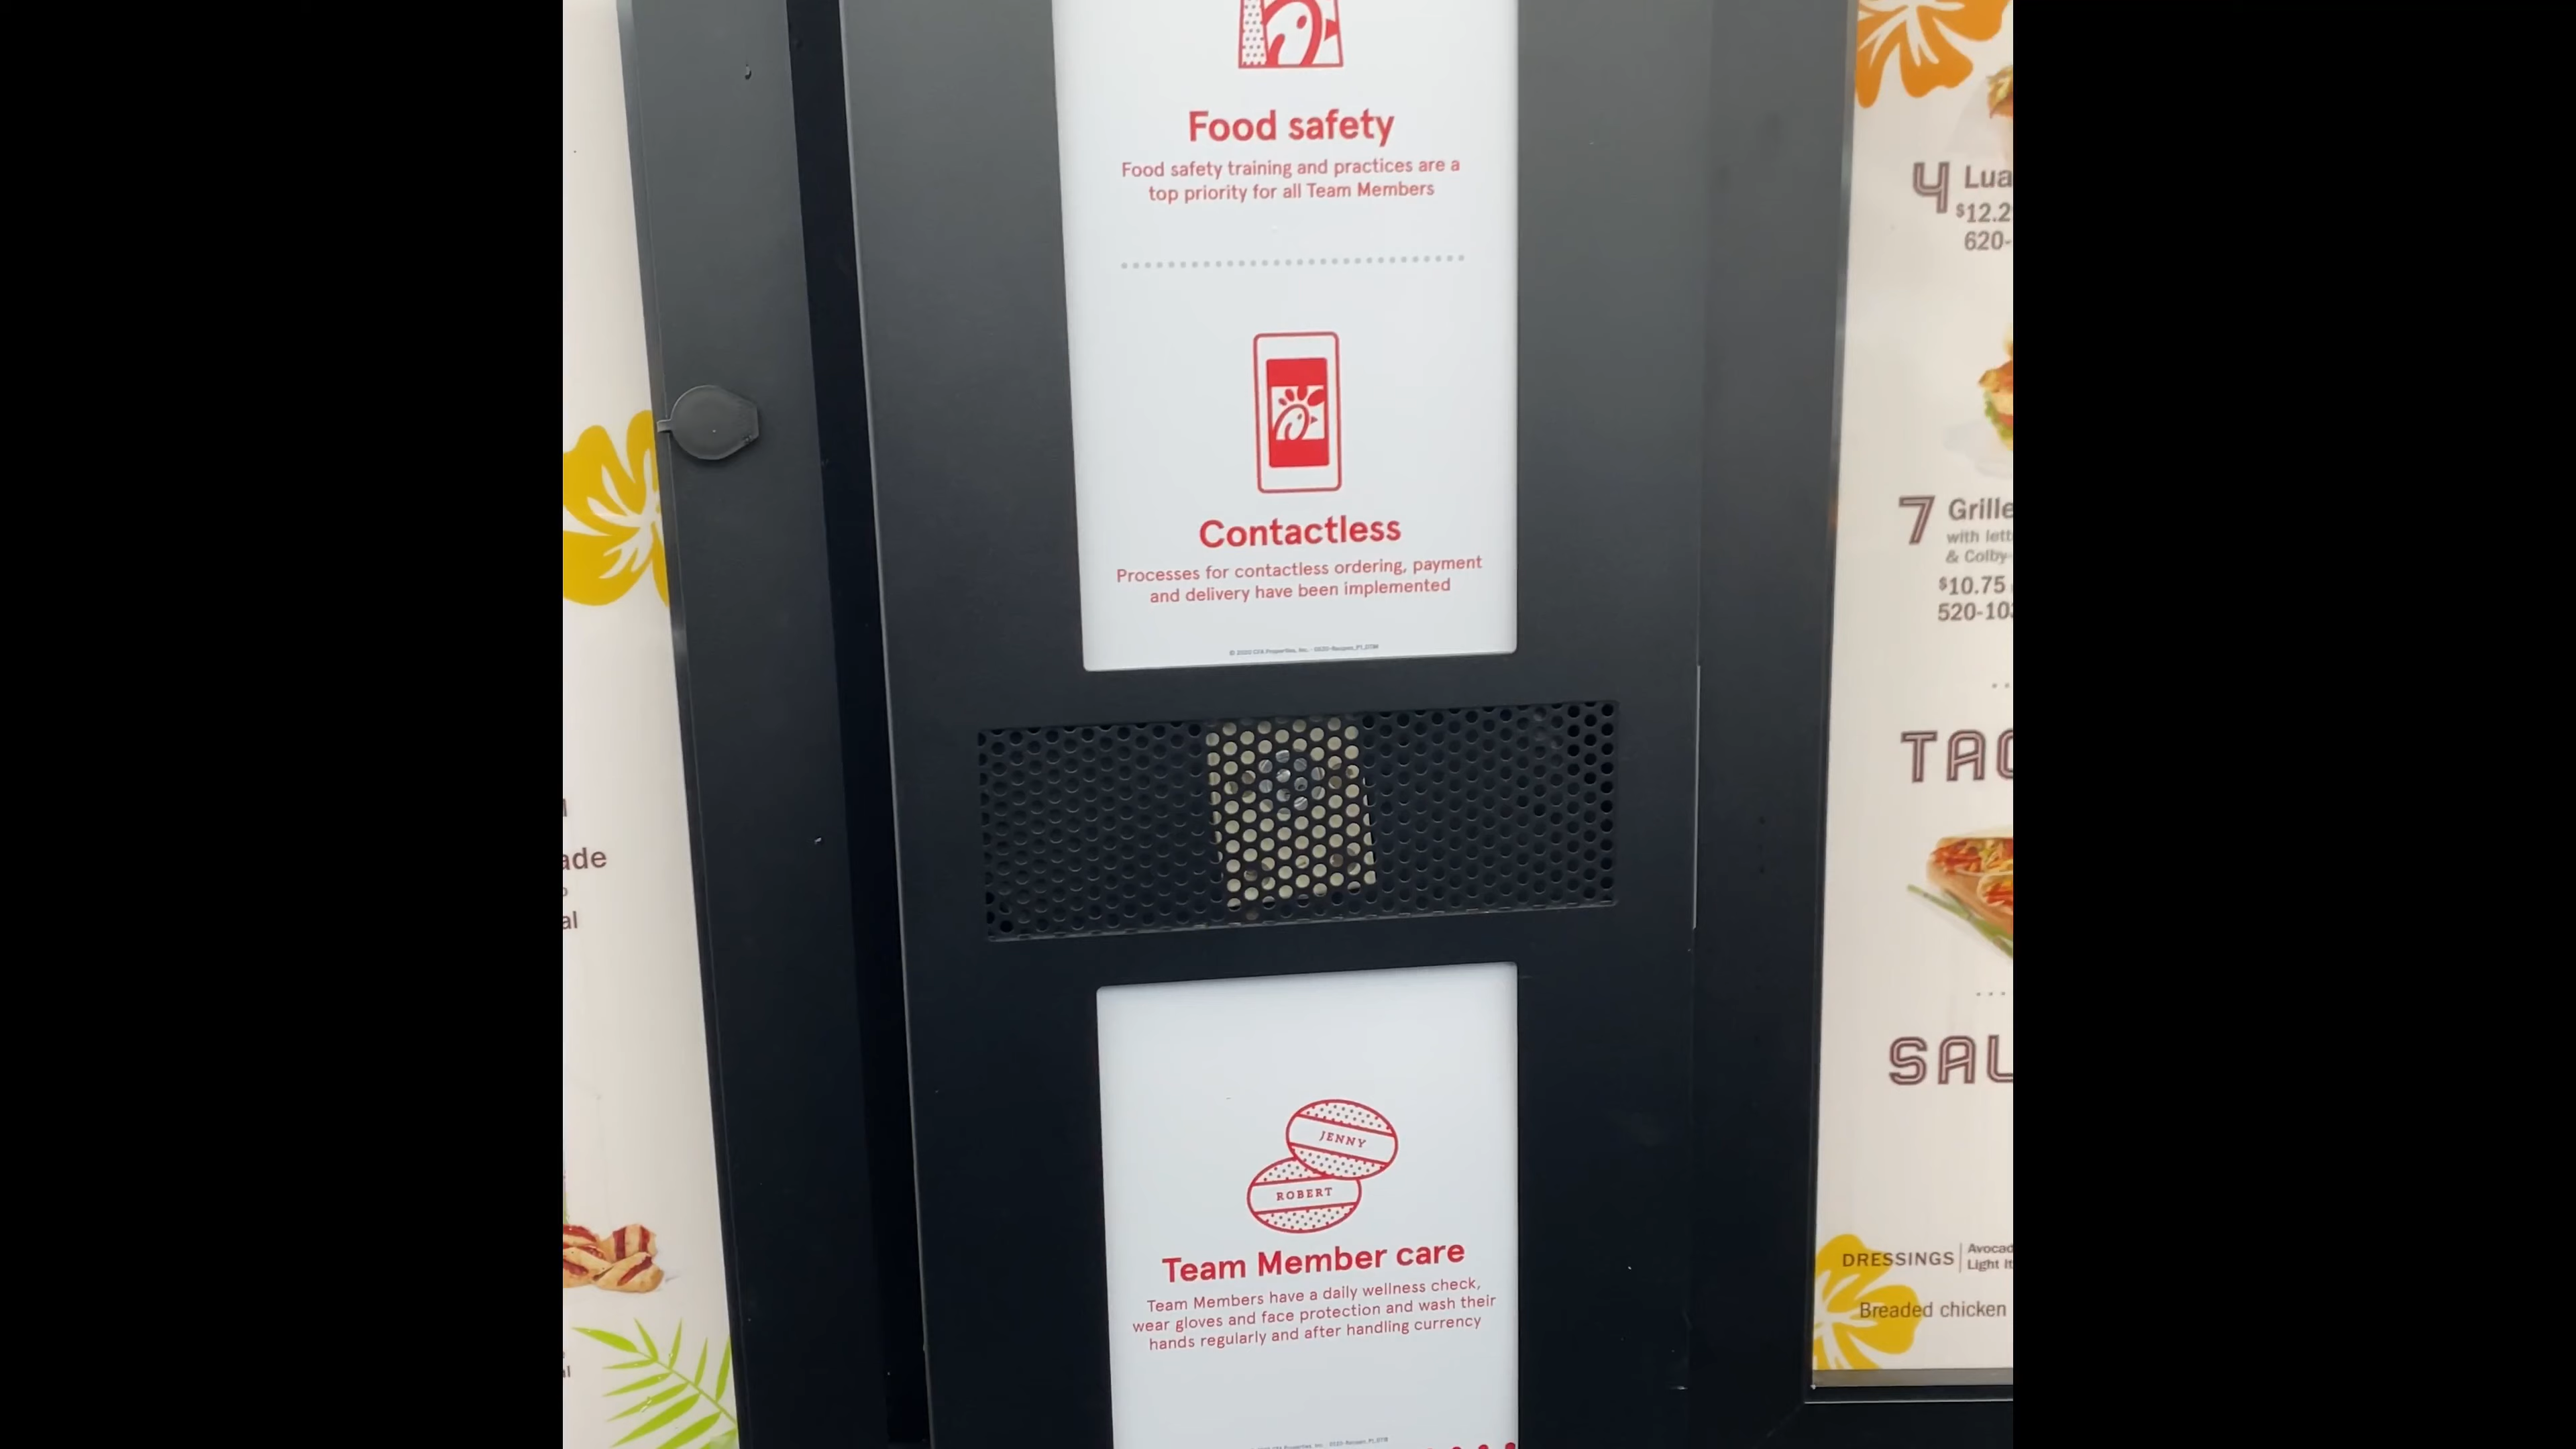 Food safety
Food safety training and practices are a
top priority for all Team Members
Contactless
Processes for contactless ordering, payment
and delivery have been implemented
JENNY
ROBERT
Team Member care
Team Members have a daily wellness check,
wear gloves and face protection and wash their
hands regularly and after handling currency
ade
al
4 Lua
$12.2
620-
7 Grille
with lett
& Colby
$10.75
520-10
TAC
SAL
DRESSINGS
Avocad
Light It
Breaded chicken